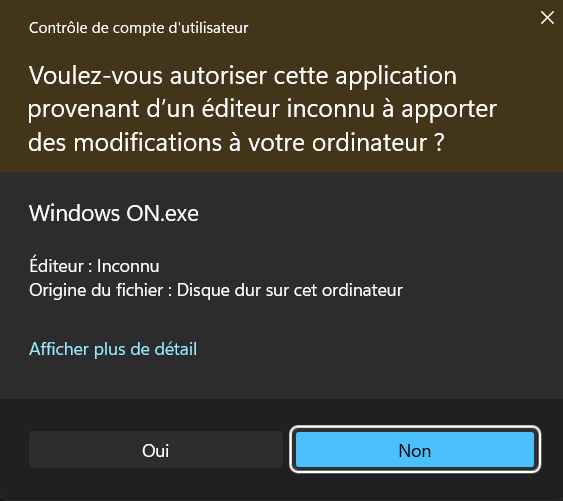 Contrôle de compte d'utilisateur
Voulez-vous autoriser cette application
provenant d’un éditeur inconnu à apporter
des modifications à votre ordinateur ?
Windows ON.exe
Éditeur : Inconnu
Origine du fichier : Disque dur sur cet ordinateur
Afficher plus de détail
Oui
Non